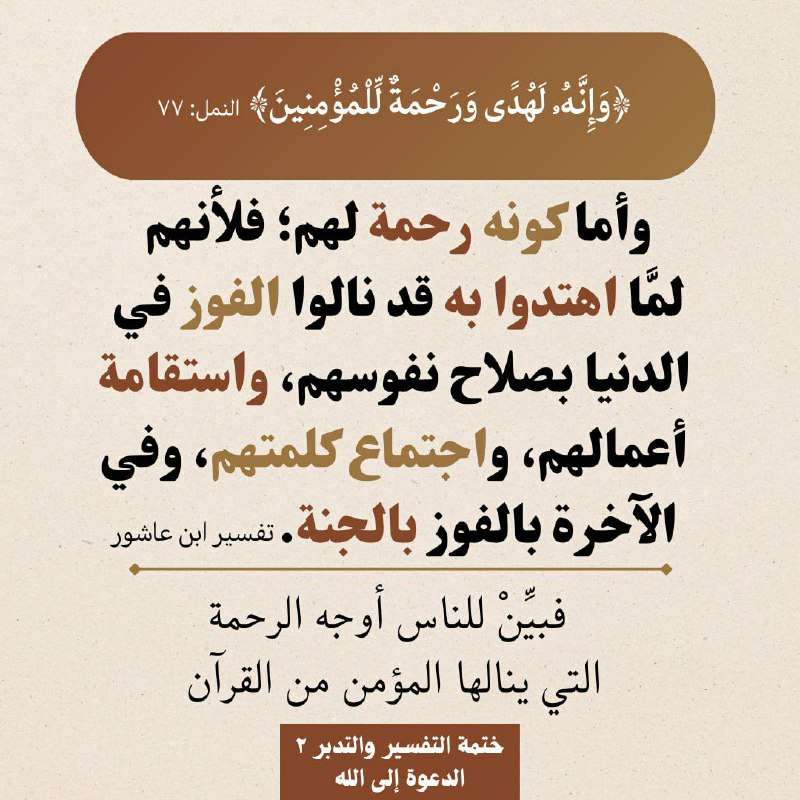 ﴿وَإِنَّهُۥ لَهُدًى وَرَحْمَةٌ لِّلْمُؤْمِنِينَ﴾ النمل: ٧٧
وأما كونه رحمة لهم؛ فلأنهم
لمَّا اهتدوا به قد نالوا الفوز في
الدنيا بصلاح نفوسهم، واستقامة
أعمالهم، واجتماع كلمتهم، وفي
الآخرة بالفوز بالجنة. تفسير ابن عاشور
فبيِّنْ للناس أوجه الرحمة
التي ينالها المؤمن من القرآن
ختمة التفسير والتدبر ٢
الدعوة إلى الله